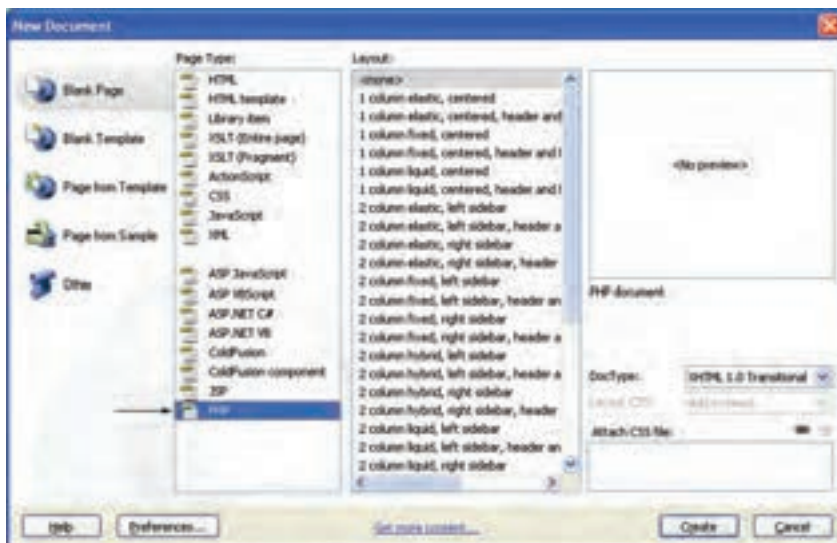 New Document
Blank Page
Blank Template
Page from Template
Page from Sample
Other
Page Type:
HTML
HTML template
Library item
XSLT (Entire page)
XSLT (Fragment)
ActionScript
CSS
JavaScript
XML
ASP JavaScript
ASP VBScript
ASP.NET C#
ASP.NET VB
ColdFusion
ColdFusion component
JSP
PHP
Layout:
<none>
1 column elastic, centered
1 column elastic, centered, header and
1 column fixed, centered
1 column fixed, centered, header and f
1 column liquid, centered
1 column liquid, centered, header and f
2 column elastic, left sidebar
2 column elastic, left sidebar, header a
2 column elastic, right sidebar
2 column elastic, right sidebar, header
2 column fixed, left sidebar
2 column fixed, left sidebar, header an
2 column fixed, right sidebar
2 column fixed, right sidebar, header a
2 column hybrid, left sidebar
2 column hybrid, left sidebar, header a
2 column hybrid, right sidebar
2 column hybrid, right sidebar, header
2 column liquid, left sidebar
2 column liquid, left sidebar, header an
2 column liquid, right sidebar
<No preview>
PHP document
DocType: XHTML 1.0 Transitional
Layout CSS:
Attach CSS file:
Help
Preferences...
Get more content...
Create
Cancel